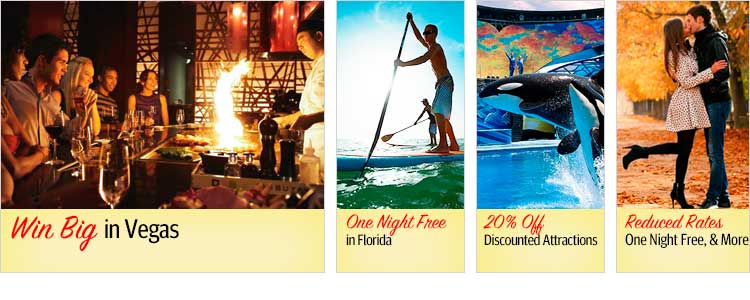 Win Big in Vegas
One Night Free
in Florida
20% Off
Discounted Attractions
Reduced Rates
One Night Free, & More